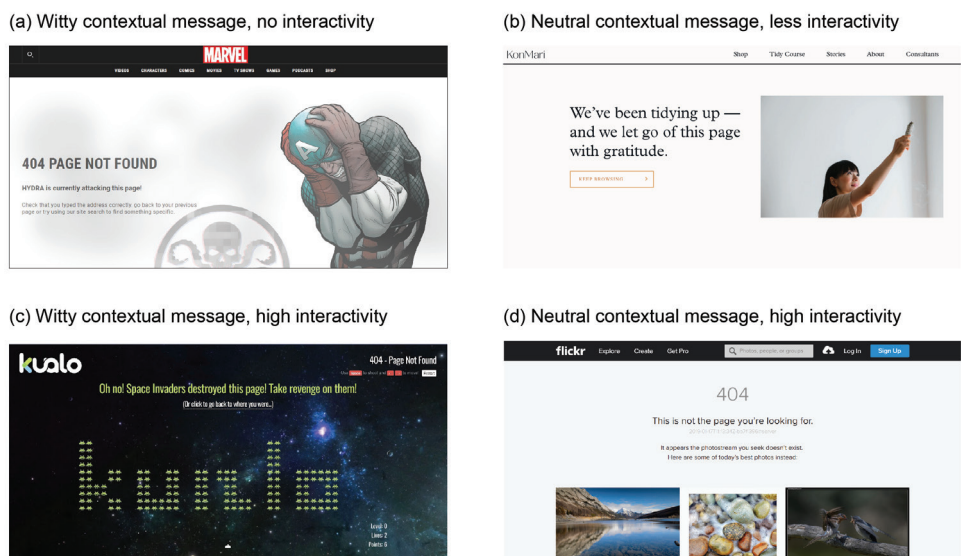 (a) Witty contextual message, no interactivity
MARVEL
VIDEOS CHARACTERS COMICS MOVIES TV SHOWS GAMES PODCASTS SHOP
404 PAGE NOT FOUND
HYDRA is currently attacking this page!
Check that you typed the address correctly, go back to your previous
page or try using our site search to find something specific.
(b) Neutral contextual message, less interactivity
KonMari Shop Tidy Course Stories About Consultants
We've been tidying up —
and we let go of this page
with gratitude.
KEEP BROWSING
(c) Witty contextual message, high interactivity
kualo
404 - Page Not Found
Oh no! Space Invaders destroyed this page! Take revenge on them!
(Or click to go back to where you were...)
kualo
Level: 0
Lives: 2
Points: 6
(d) Neutral contextual message, high interactivity
flickr Explore Create Get Pro Photos, people, or groups Log In Sign Up
404
This is not the page you're looking for.
It appears the photostream you seek doesn't exist.
Here are some of today's best photos instead